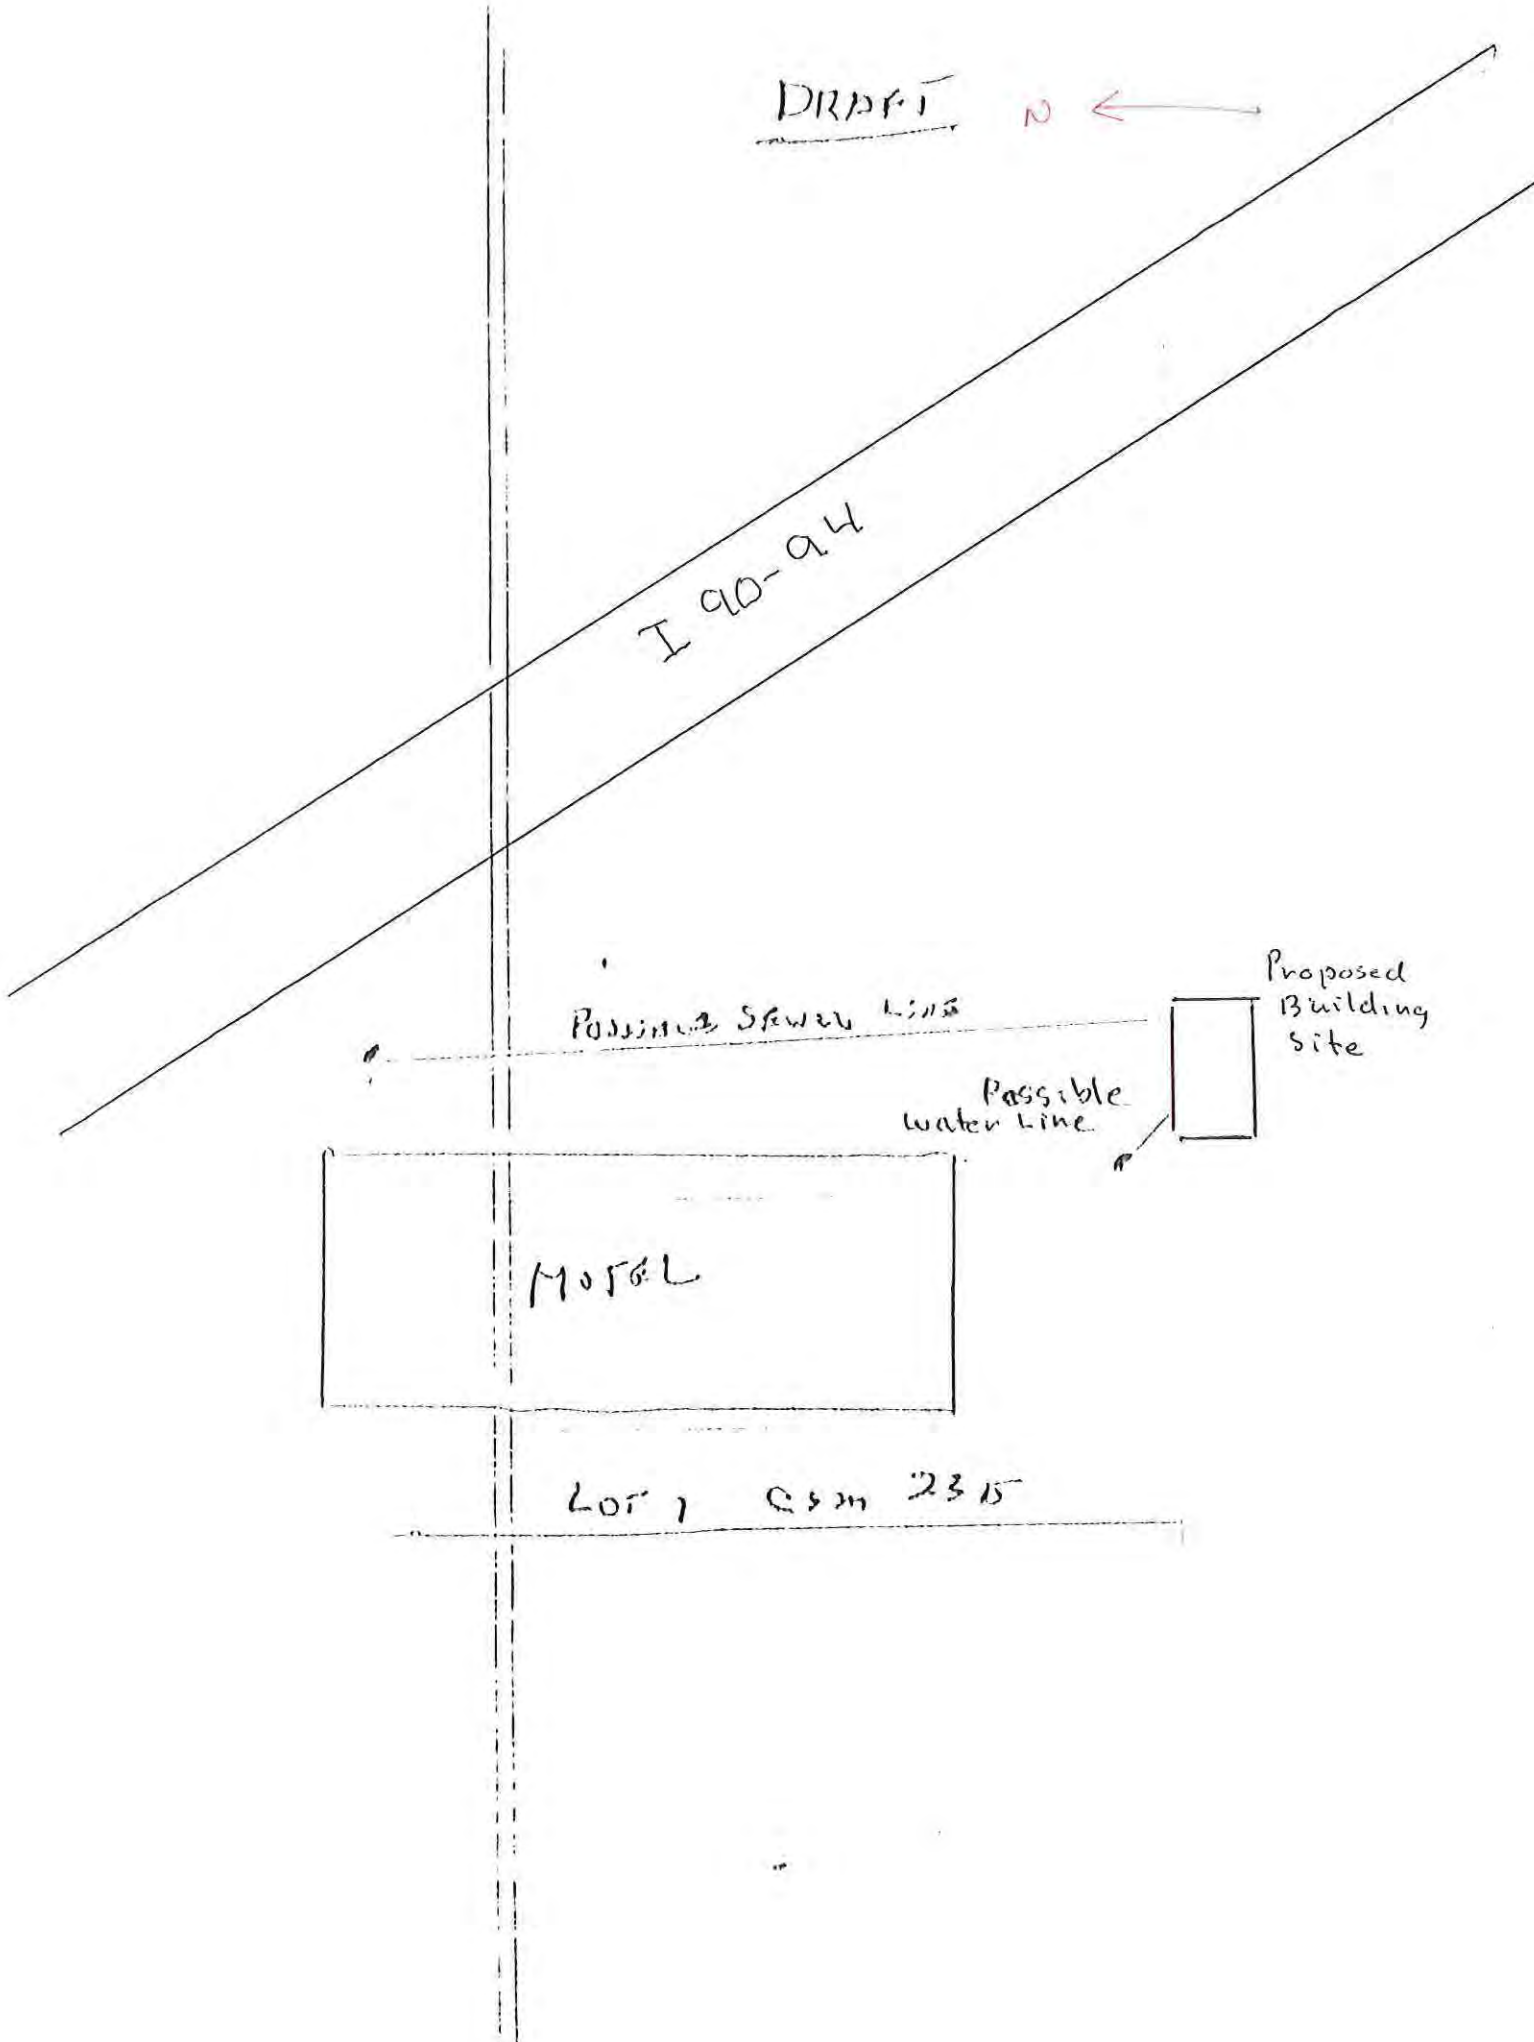 DRAFT
N
I 90-94
Possible Sewer Line
Proposed
Building
Site
Possible
Water Line
MOTEL
LOT 1 CSM 2315